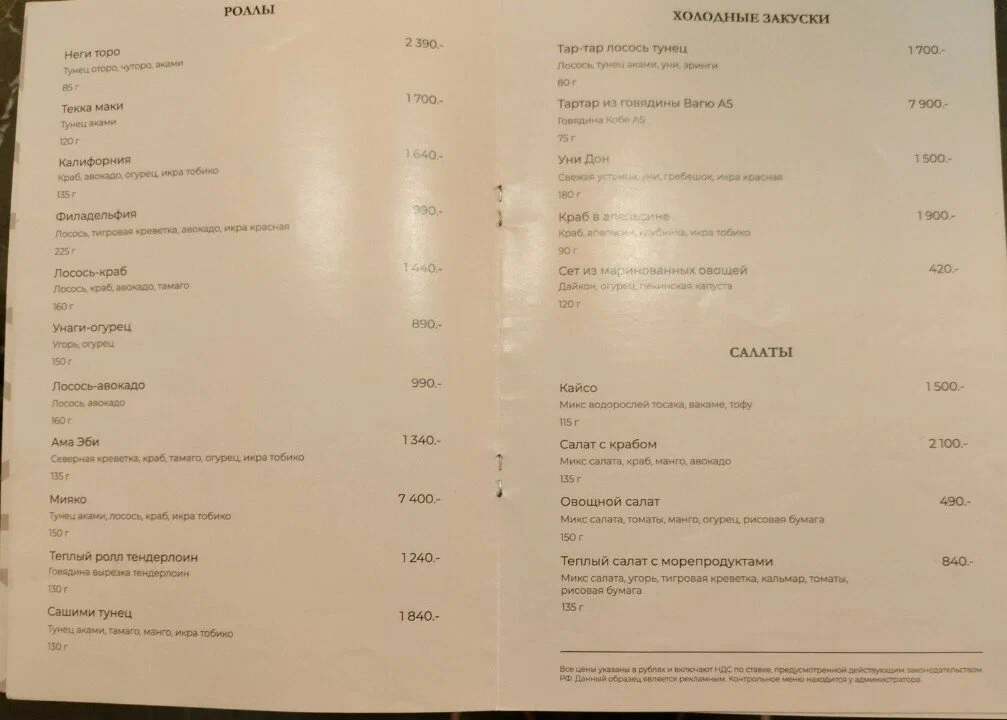 РОЛЛЫ
Неги торо 2 390.-
Тунец оторо, чуторо, аками
85 г
Текка маки 1 700.-
Тунец аками
120 г
Калифорния 1 640.-
Краб, авокадо, огурец, икра тобико
135 г
Филадельфия 990.-
Лосось, тигровая креветка, авокадо, икра красная
225 г
Лосось-краб 1 440.-
Лосось, краб, авокадо, тамаго
160 г
Унаги-огурец 890.-
Угорь, огурец
150 г
Лосось-авокадо 990.-
Лосось, авокадо
160 г
Ама Эби 1 340.-
Северная креветка, краб, тамаго, огурец, икра тобико
135 г
Мияко 7 400.-
Тунец аками, лосось, краб, икра тобико
150 г
Теплый ролл тендерлоин 1 240.-
Говядина вырезка тендерлоин
130 г
Сашими тунец 1 840.-
Тунец аками, тамаго, манго, икра тобико
130 г
ХОЛОДНЫЕ ЗАКУСКИ
Тар-тар лосось тунец 1 700.-
Лосось, тунец аками, уни, эринги
80 г
Тартар из говядины Вагю А5 7 900.-
Говядина Кобе А5
75 г
Уни Дон 1 500.-
Свежая устрица, уни, гребешок, икра красная
180 г
Краб в апельсине 1 900.-
Краб, апельсин, клубника, икра тобико
90 г
Сет из маринованных овощей 420.-
Дайкон, огурец, пекинская капуста
120 г
САЛАТЫ
Кайсо 1 500.-
Микс водорослей тосака, вакаме, тофу
115 г
Салат с крабом 2 100.-
Микс салата, краб, манго, авокадо
135 г
Овощной салат 490.-
Микс салата, томаты, манго, огурец, рисовая бумага
150 г
Теплый салат с морепродуктами 840.-
Микс салата, угорь, тигровая креветка, кальмар, томаты,
рисовая бумага
135 г
Все цены указаны в рублях и включают НДС по ставке, предусмотренной действующим законодательством
РФ. Данный образец является рекламным. Контрольное меню находится у администратора.